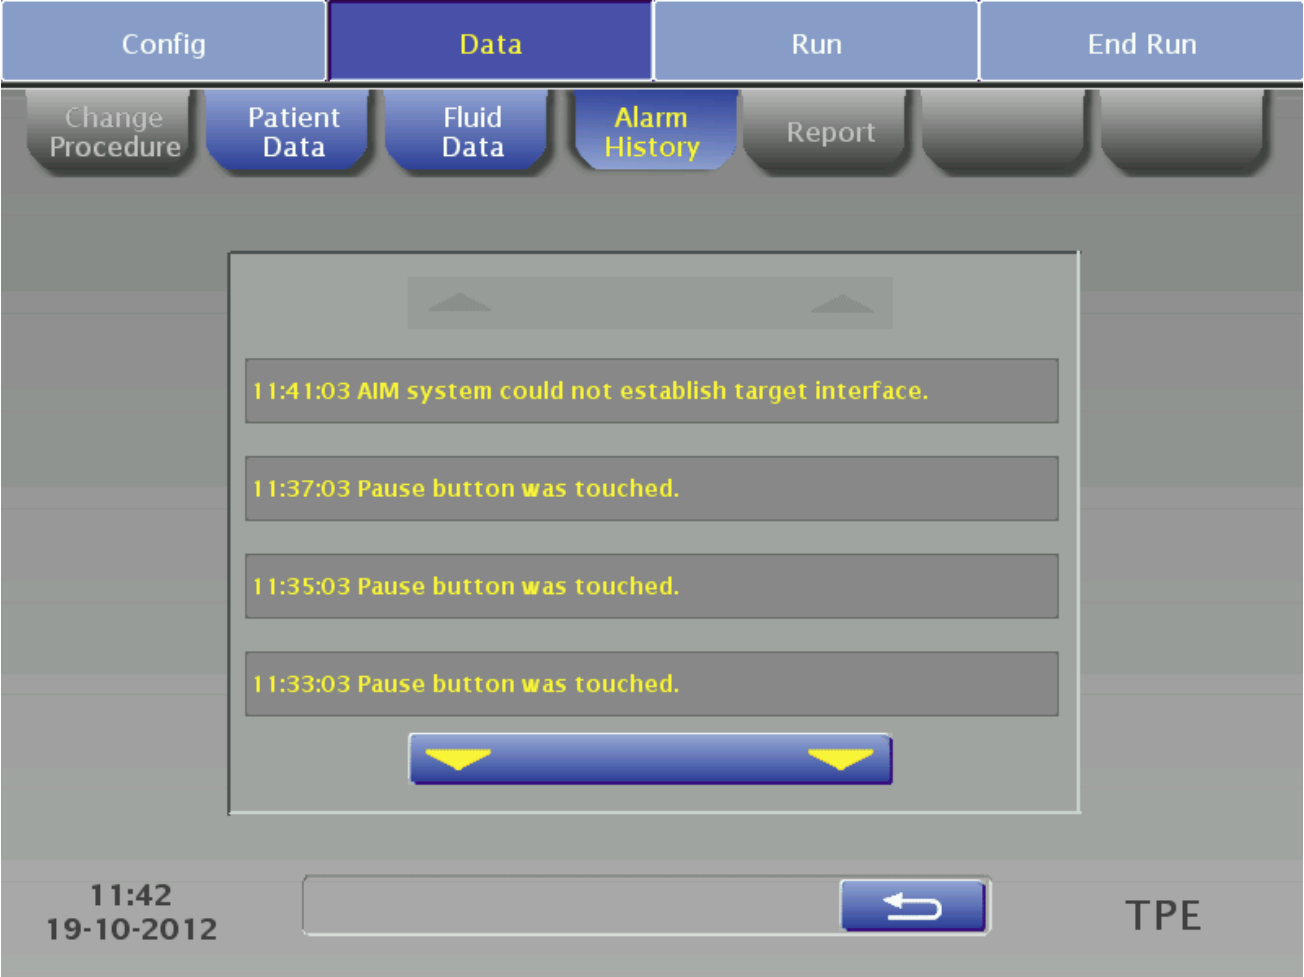 Config
Data
Run
End Run
Change
Procedure
Patient
Data
Fluid
Data
Alarm
History
Report
11:41:03 AIM system could not establish target interface.
11:37:03 Pause button was touched.
11:35:03 Pause button was touched.
11:33:03 Pause button was touched.
11:42
19-10-2012
TPE